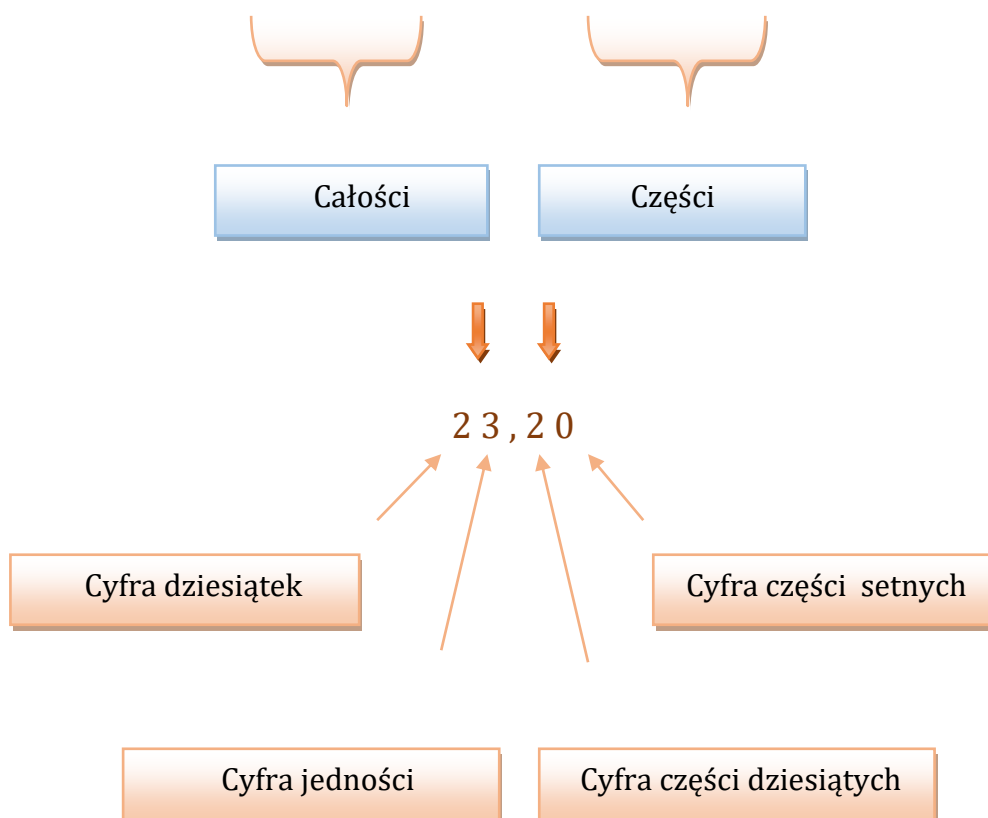 Całości
Części
2 3 , 2 0
Cyfra dziesiątek
Cyfra części setnych
Cyfra jedności
Cyfra części dziesiątych